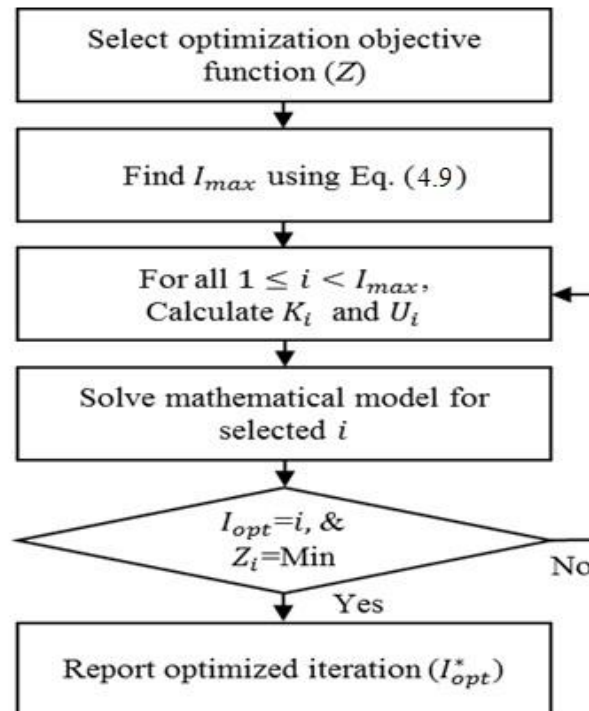 Select optimization objective
function (Z)
Find I_max using Eq. (4.9)
For all 1 ≤ i < I_max,
Calculate K_i and U_i
Solve mathematical model for
selected i
I_opt=i, &
Z_i=Min
No
Yes
Report optimized iteration (I*_opt)